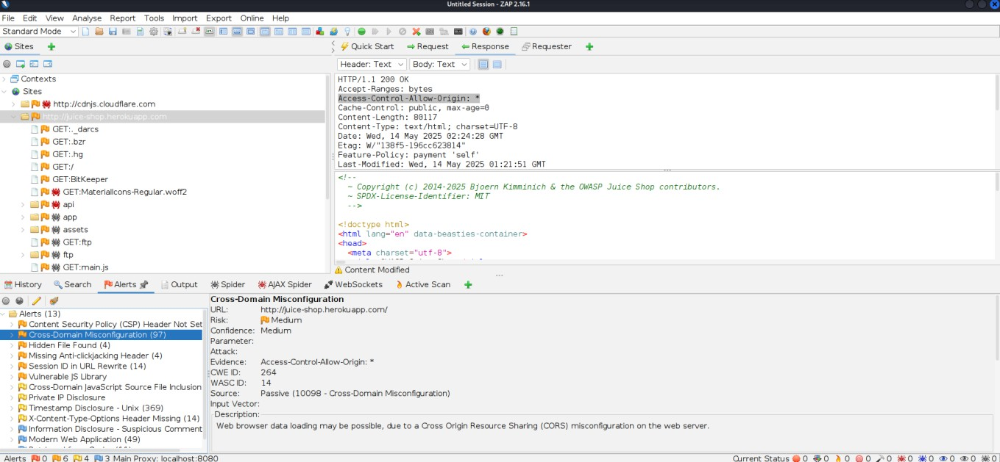 Untitled Session - ZAP 2.16.1
File Edit View Analyse Report Tools Import Export Online Help
Standard Mode
Sites
Quick Start Request Response Requester
Header: Text Body: Text
Contexts
Sites
http://cdnjs.cloudflare.com
http://juice-shop.herokuapp.com
GET:._darcs
GET:.bzr
GET:.hg
GET:/
GET:BitKeeper
GET:MaterialIcons-Regular.woff2
api
app
assets
GET:ftp
ftp
GET:main.js
HTTP/1.1 200 OK
Accept-Ranges: bytes
Access-Control-Allow-Origin: *
Cache-Control: public, max-age=0
Content-Length: 80117
Content-Type: text/html; charset=UTF-8
Date: Wed, 14 May 2025 02:24:28 GMT
Etag: W/"138f5-196cc623814"
Feature-Policy: payment 'self'
Last-Modified: Wed, 14 May 2025 01:21:51 GMT
<!--
~ Copyright (c) 2014-2025 Bjoern Kimminich & the OWASP Juice Shop contributors.
~ SPDX-License-Identifier: MIT
-->
<!doctype html>
<html lang="en" data-beasties-container>
<head>
<meta charset="utf-8">
Content Modified
History Search Alerts Output Spider AJAX Spider WebSockets Active Scan
Alerts (13)
Content Security Policy (CSP) Header Not Set
Cross-Domain Misconfiguration (97)
Hidden File Found (4)
Missing Anti-clickjacking Header (4)
Session ID in URL Rewrite (14)
Vulnerable JS Library
Cross-Domain JavaScript Source File Inclusion
Private IP Disclosure
Timestamp Disclosure - Unix (369)
X-Content-Type-Options Header Missing (14)
Information Disclosure - Suspicious Comment
Modern Web Application (49)
Cross-Domain Misconfiguration
URL: http://juice-shop.herokuapp.com/
Risk: Medium
Confidence: Medium
Parameter:
Attack:
Evidence: Access-Control-Allow-Origin: *
CWE ID: 264
WASC ID: 14
Source: Passive (10098 - Cross-Domain Misconfiguration)
Input Vector:
Description:
Web browser data loading may be possible, due to a Cross Origin Resource Sharing (CORS) misconfiguration on the web server.
Alerts 0 6 4 3 Main Proxy: localhost:8080
Current Status 0 0 0 0 0 0 0 0 0 0